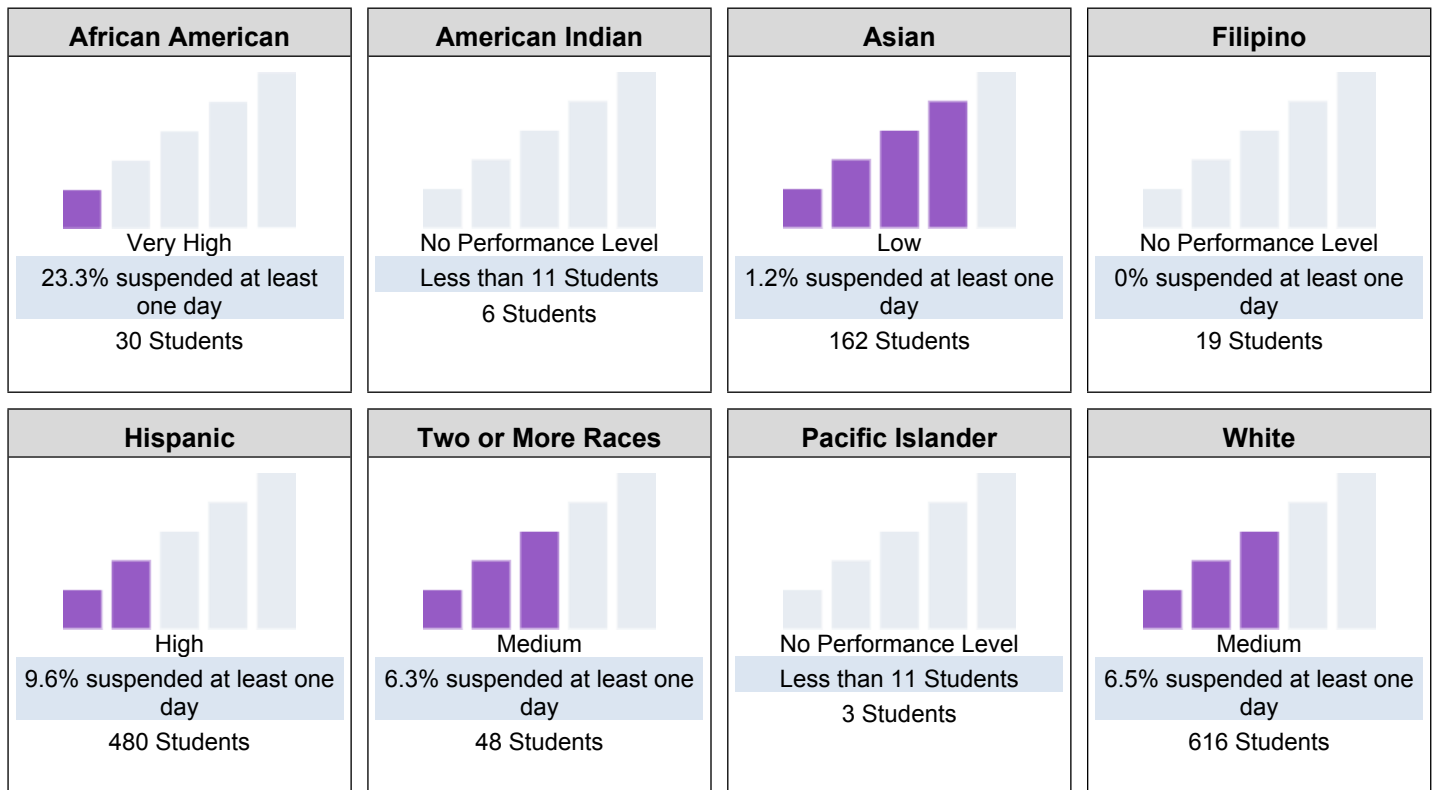 African American
Very High
23.3% suspended at least
one day
30 Students
American Indian
No Performance Level
Less than 11 Students
6 Students
Asian
Low
1.2% suspended at least one
day
162 Students
Filipino
No Performance Level
0% suspended at least one
day
19 Students
Hispanic
High
9.6% suspended at least one
day
480 Students
Two or More Races
Medium
6.3% suspended at least one
day
48 Students
Pacific Islander
No Performance Level
Less than 11 Students
3 Students
White
Medium
6.5% suspended at least one
day
616 Students